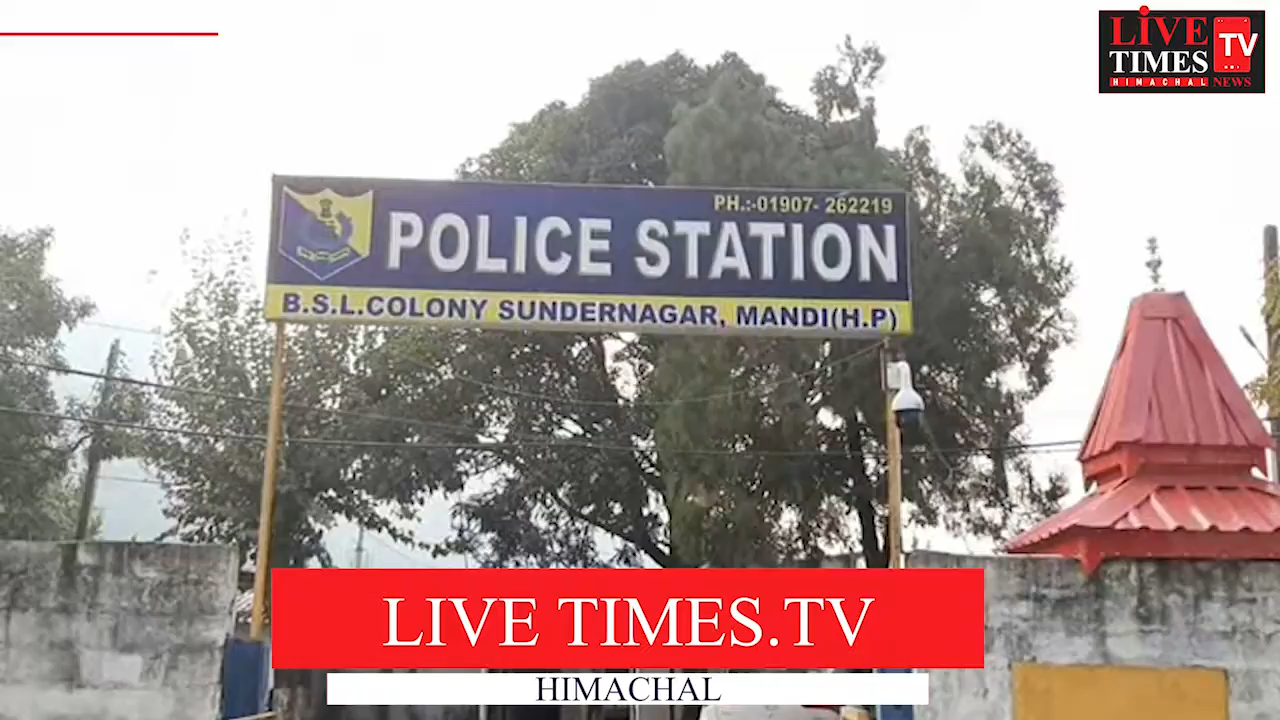 LIVE
TIMES TV
HIMACHAL NEWS
PH.:-01907- 262219
POLICE STATION
B.S.L.COLONY SUNDERNAGAR, MANDI(H.P)
LIVE TIMES.TV
HIMACHAL